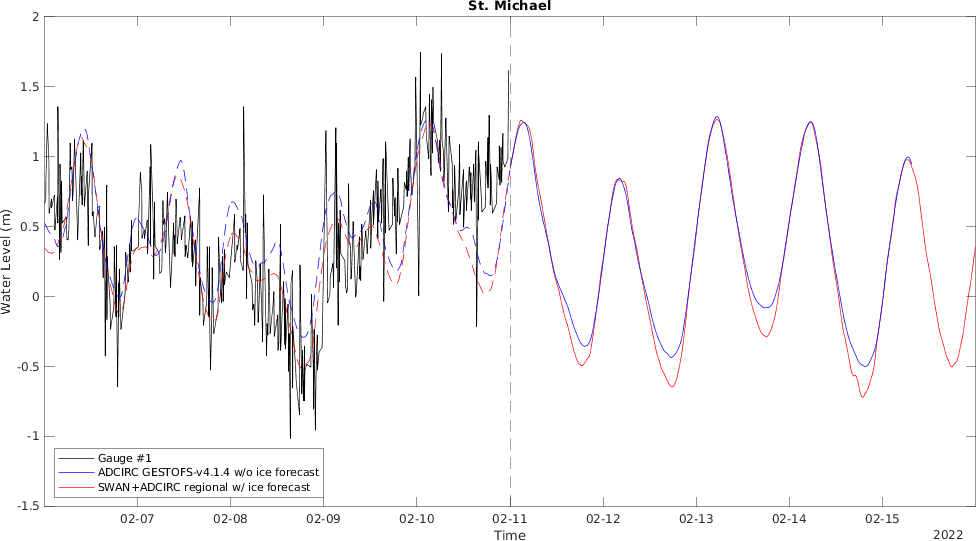 St. Michael
2
1.5
1
0.5
0
-0.5
-1
-1.5
Water Level (m)
Gauge #1
ADCIRC GESTOFS-v4.1.4 w/o ice forecast
SWAN+ADCIRC regional w/ ice forecast
02-07 02-08 02-09 02-10 02-11 02-12 02-13 02-14 02-15
Time
2022